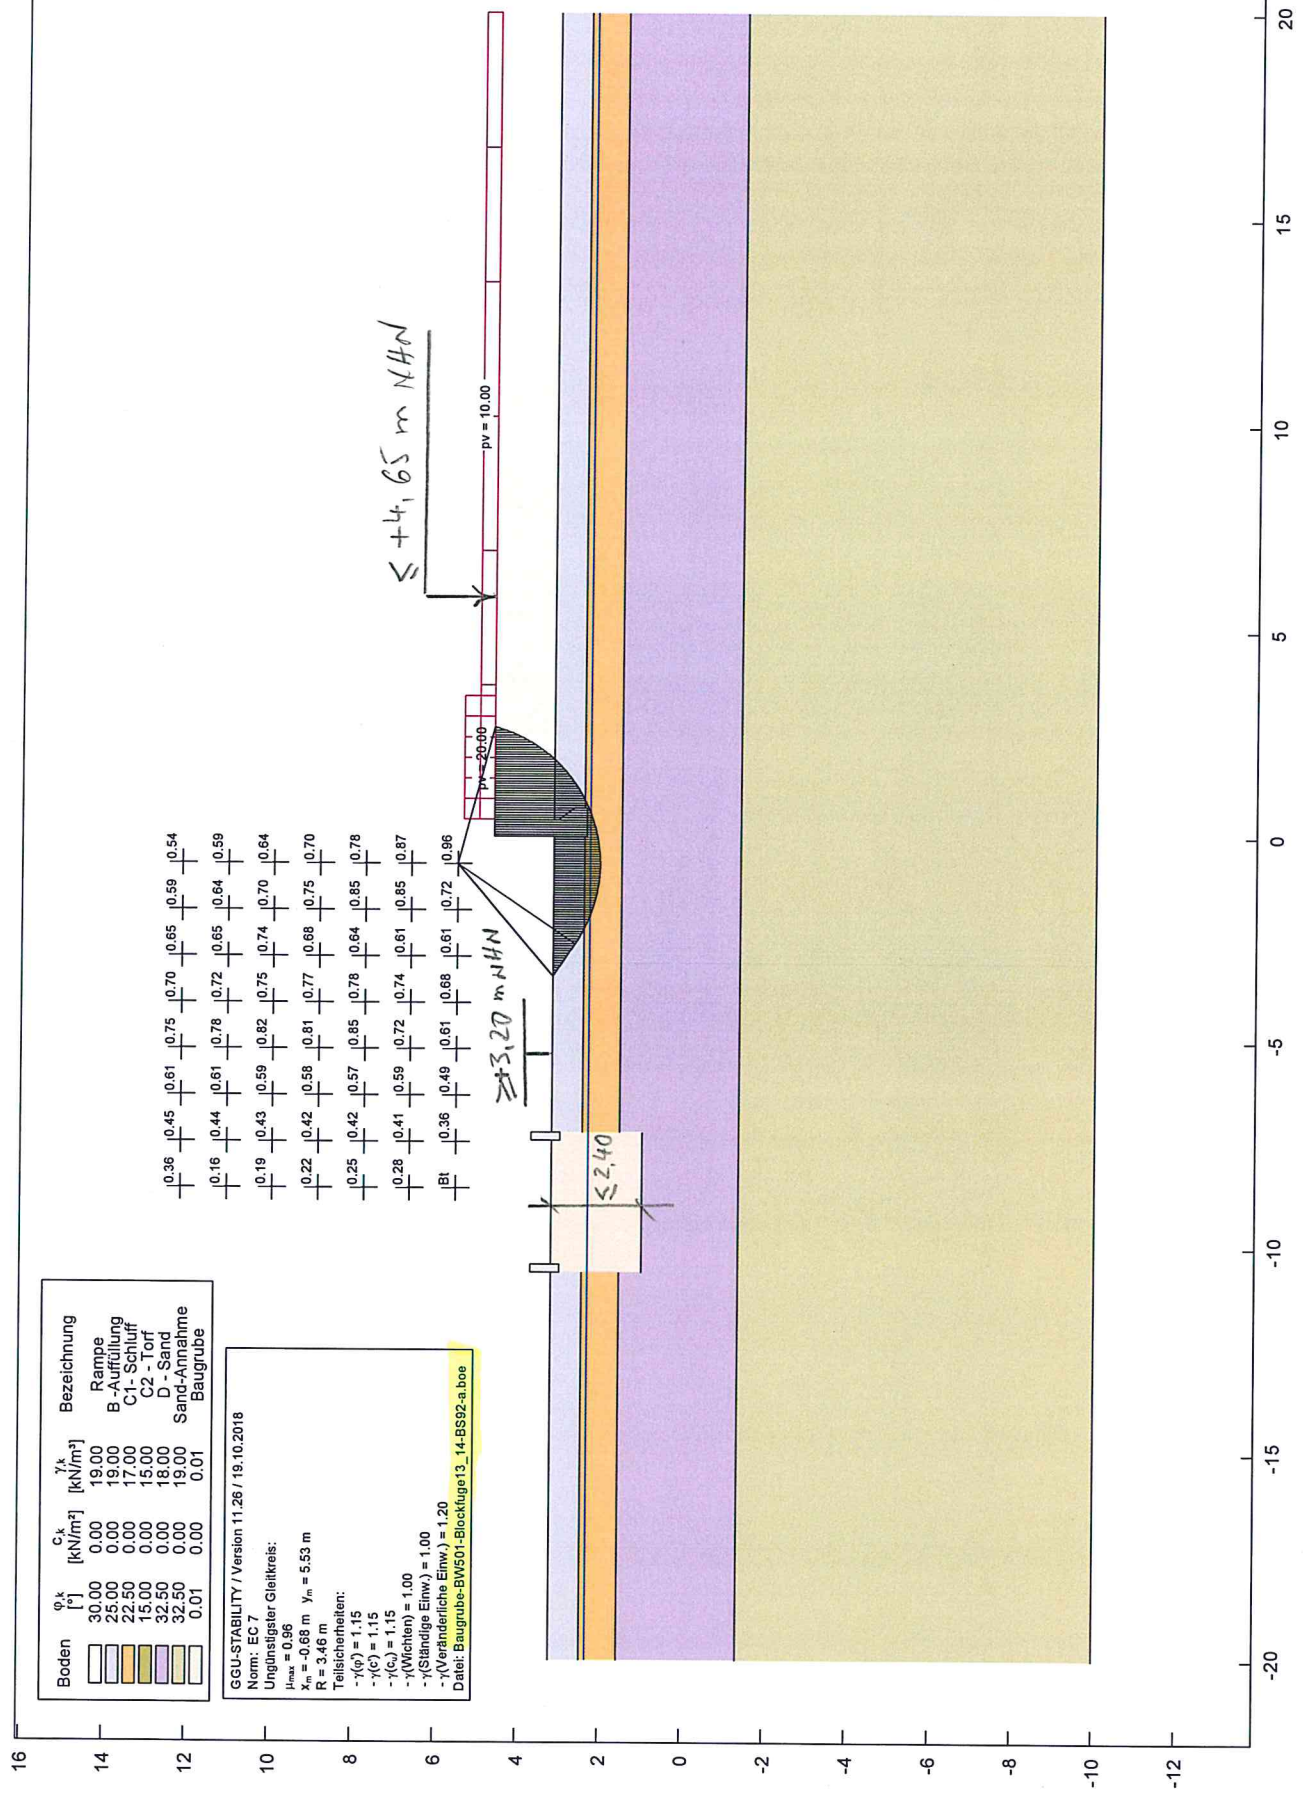 Boden φ,k [°] c,k [kN/m²] γ,k [kN/m³] Bezeichnung
30.00 0.00 19.00 Rampe
25.00 0.00 19.00 B -Auffüllung
22.50 0.00 17.00 C1- Schluff
15.00 0.00 15.00 C2 - Torf
32.50 0.00 18.00 D - Sand
32.50 0.00 19.00 Sand-Annahme
0.01 0.00 0.01 Baugrube
GGU-STABILITY / Version 11.26 / 19.10.2018
Norm: EC 7
Ungünstigster Gleitkreis:
μmax = 0.96
xm = -0.68 m ym = 5.53 m
R = 3.46 m
Teilsicherheiten:
- γ(φ') = 1.15
- γ(c') = 1.15
- γ(cu) = 1.15
- γ(Wichten) = 1.00
- γ(Ständige Einw.) = 1.00
- γ(Veränderliche Einw.) = 1.20
Datei: Baugrube-BW501-Blockfuge13_14-BS92-a.boe
0.36 0.45 0.61 0.75 0.70 0.65 0.59 0.54
0.16 0.44 0.61 0.78 0.72 0.65 0.64 0.59
0.19 0.43 0.59 0.82 0.75 0.74 0.70 0.64
0.22 0.42 0.58 0.81 0.77 0.68 0.75 0.70
0.25 0.42 0.57 0.85 0.78 0.64 0.85 0.78
0.28 0.41 0.59 0.72 0.74 0.61 0.85 0.87
Bt 0.36 0.49 0.61 0.68 0.61 0.72 0.96
≤ +4,65 m NHN
pv = 20.00
pv = 10.00
≥+3,20 m NHN
≤ 2,40
16
14
12
10
8
6
4
2
0
-2
-4
-6
-8
-10
-12
-20 -15 -10 -5 0 5 10 15 20